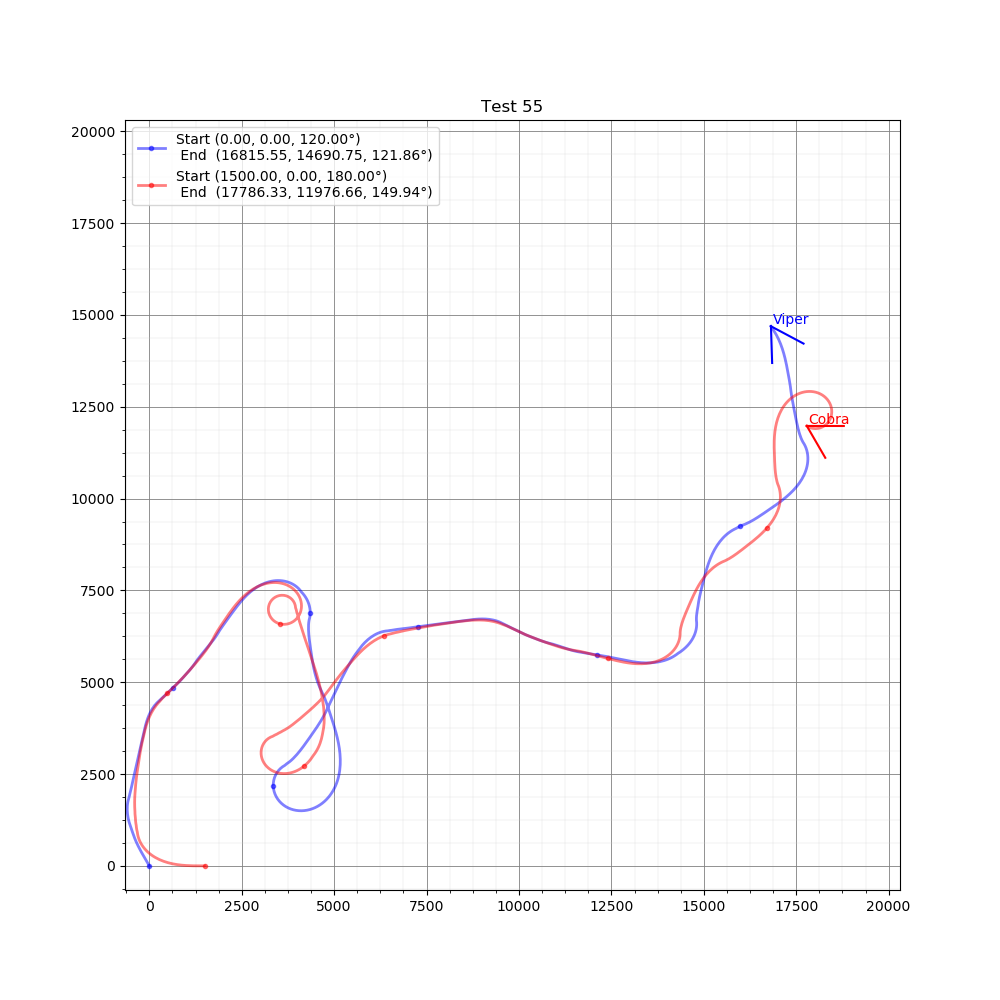 Test 55
Start (0.00, 0.00, 120.00°)
End (16815.55, 14690.75, 121.86°)
Start (1500.00, 0.00, 180.00°)
End (17786.33, 11976.66, 149.94°)
20000
17500
15000
12500
10000
7500
5000
2500
0
Viper
Cobra
0 2500 5000 7500 10000 12500 15000 17500 20000